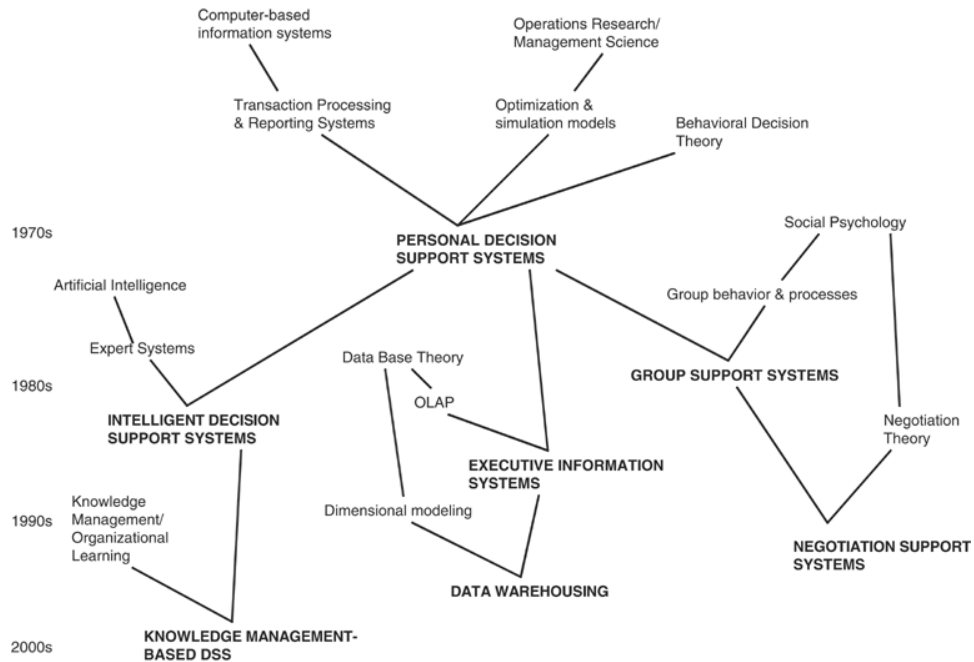 Computer-based
information systems
Operations Research/
Management Science
Transaction Processing
& Reporting Systems
Optimization &
simulation models
Behavioral Decision
Theory
1970s
PERSONAL DECISION
SUPPORT SYSTEMS
Social Psychology
Artificial Intelligence
Group behavior & processes
Expert Systems
Data Base Theory
GROUP SUPPORT SYSTEMS
1980s
OLAP
INTELLIGENT DECISION
SUPPORT SYSTEMS
Negotiation
Theory
EXECUTIVE INFORMATION
SYSTEMS
Knowledge
Management/
Organizational
Learning
Dimensional modeling
1990s
NEGOTIATION SUPPORT
SYSTEMS
DATA WAREHOUSING
KNOWLEDGE MANAGEMENT-
BASED DSS
2000s